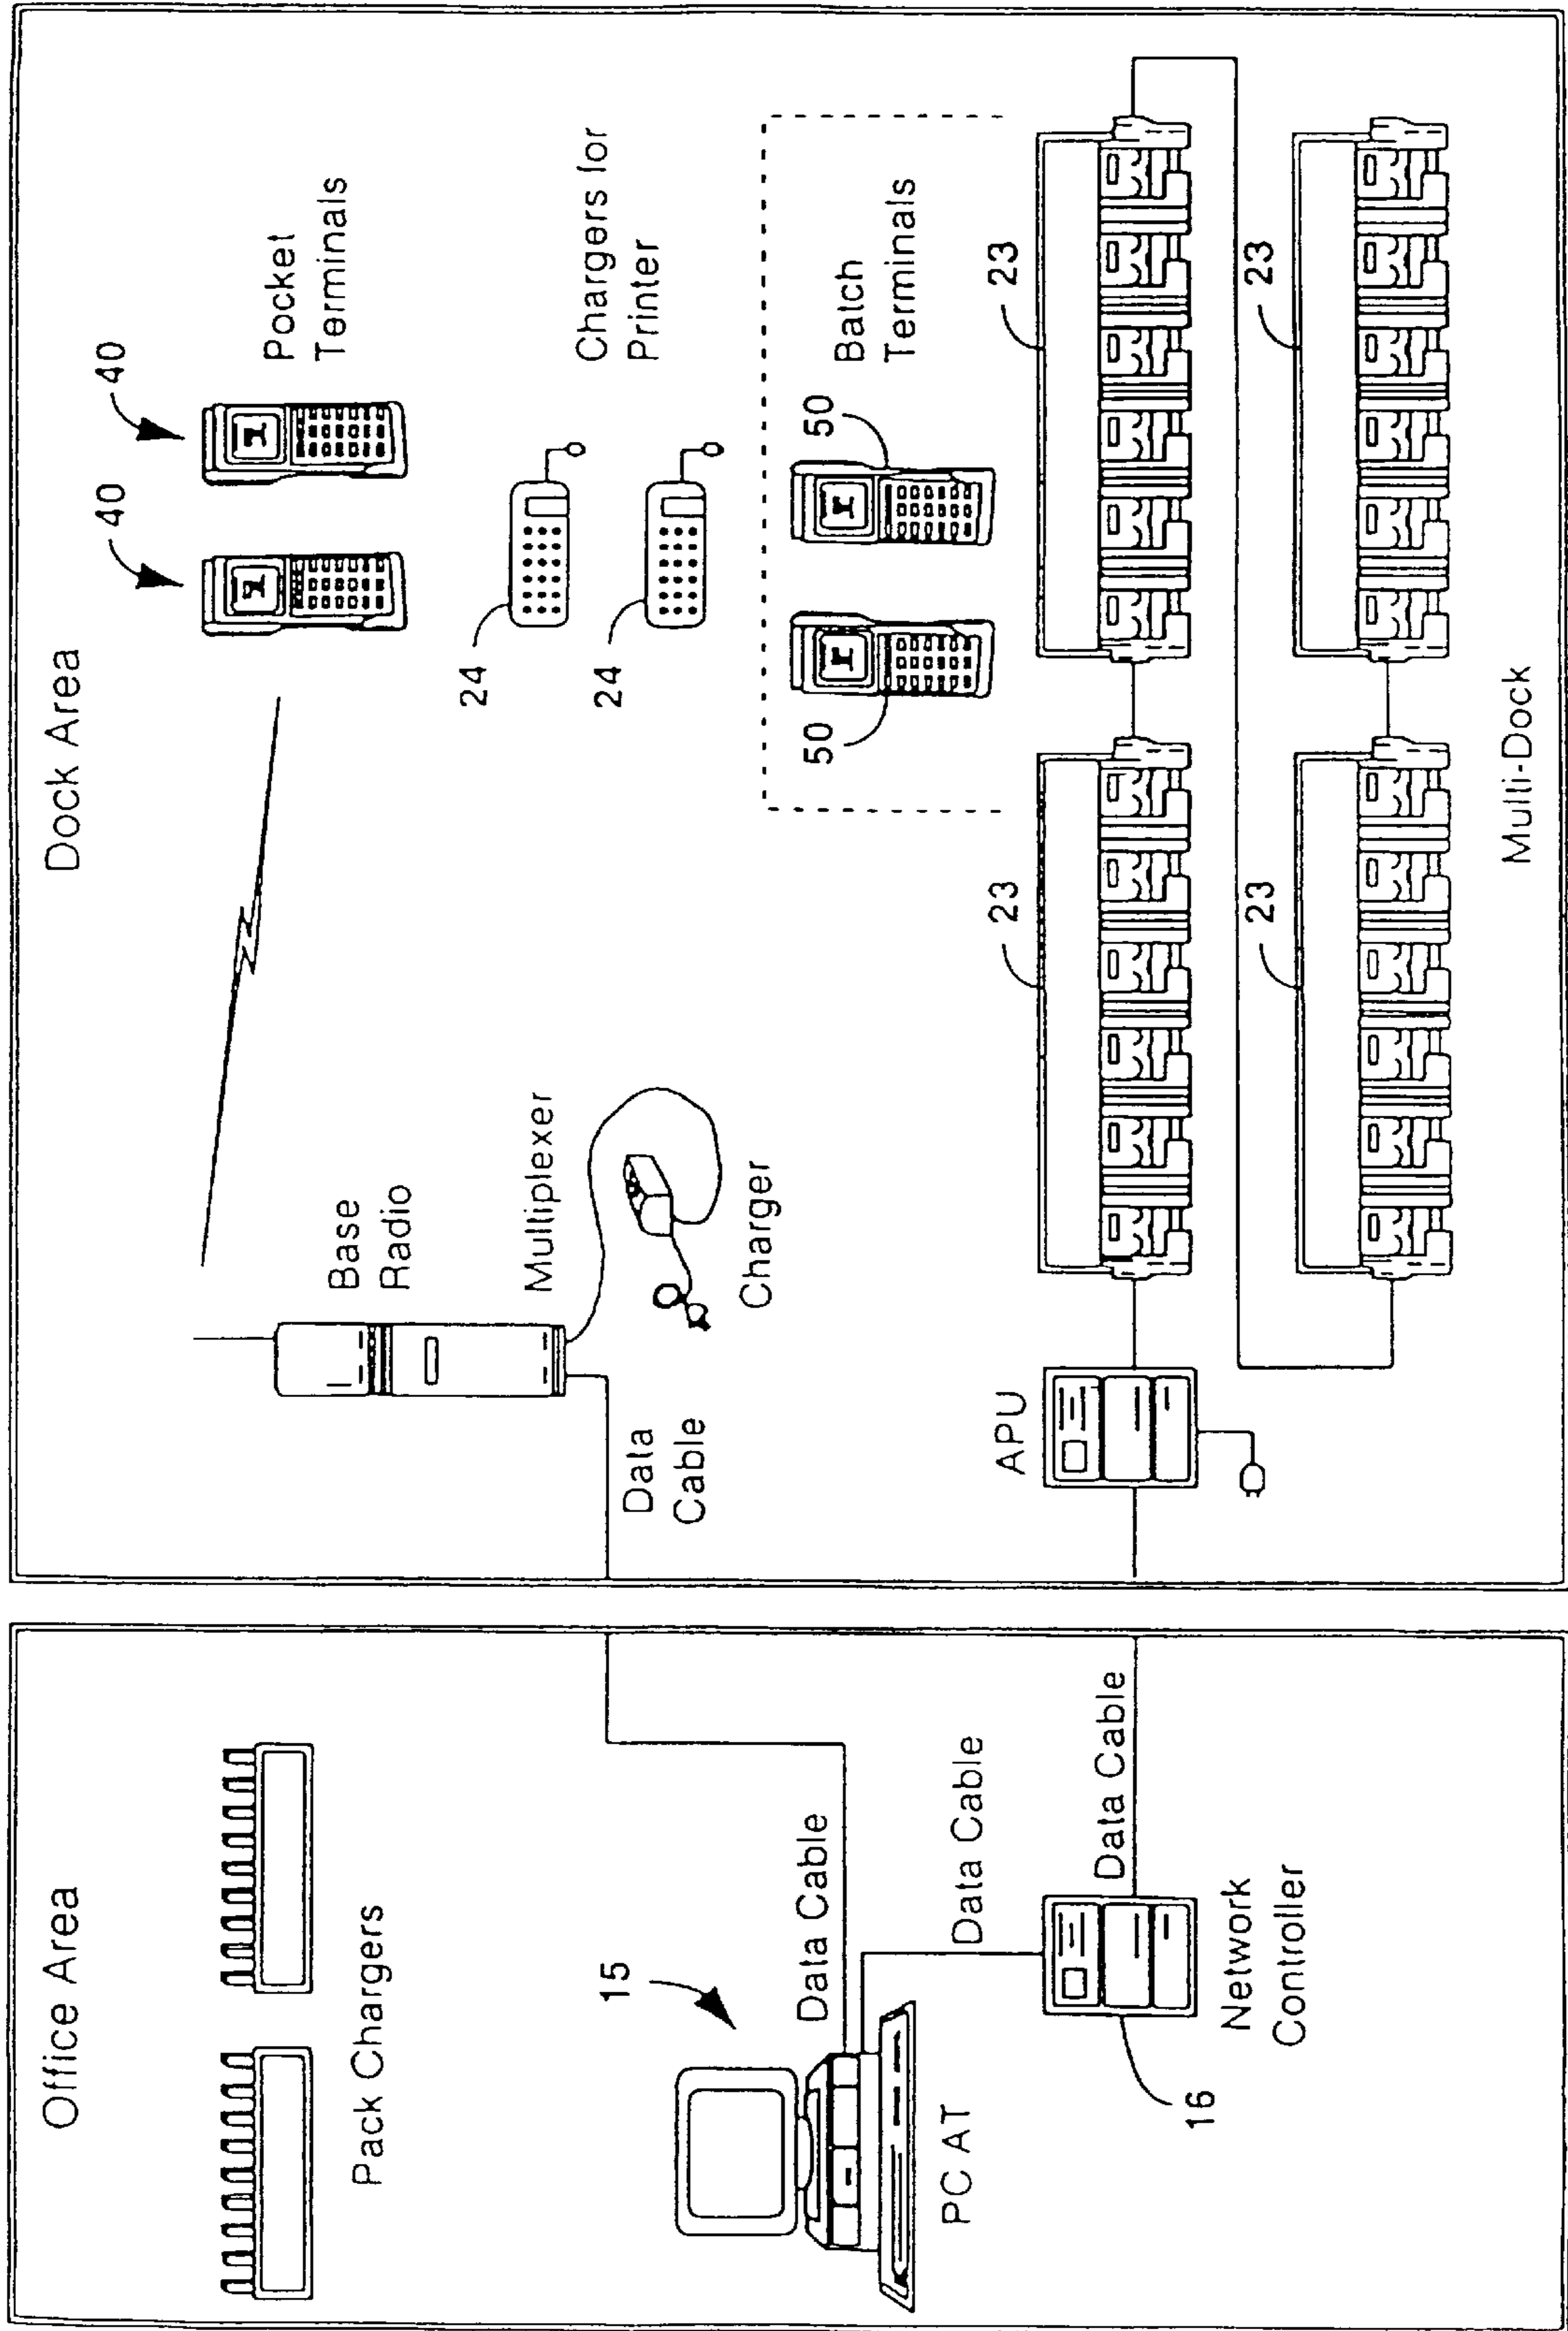 Office Area
Pack Chargers
15
Data Cable
PC AT
Data Cable
Data Cable
16
Network
Controller
Dock Area
40
40
Pocket
Terminals
Base
Radio
Multiplexer
24
24
Chargers for
Printer
Data
Cable
Charger
50
50
Batch
Terminals
APU
23
23
23
23
Multi-Dock